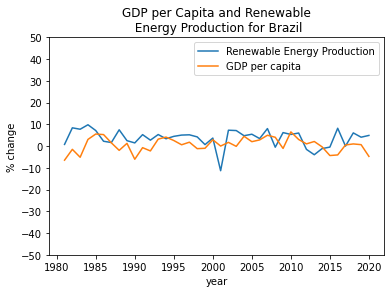 GDP per Capita and Renewable
Energy Production for Brazil
Renewable Energy Production
GDP per capita
% change
50
40
30
20
10
0
−10
−20
−30
−40
−50
1980 1985 1990 1995 2000 2005 2010 2015 2020
year